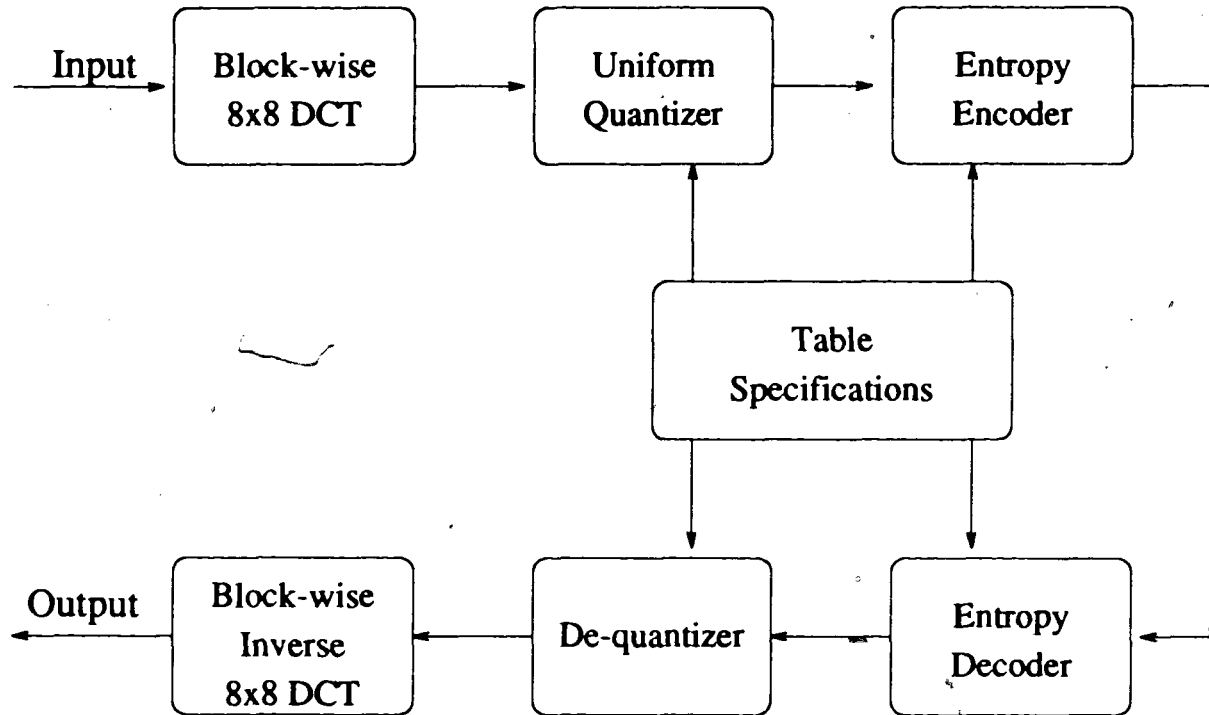 Input
Block-wise
8x8 DCT
Uniform
Quantizer
Entropy
Encoder
Table
Specifications
Output
Block-wise
Inverse
8x8 DCT
De-quantizer
Entropy
Decoder